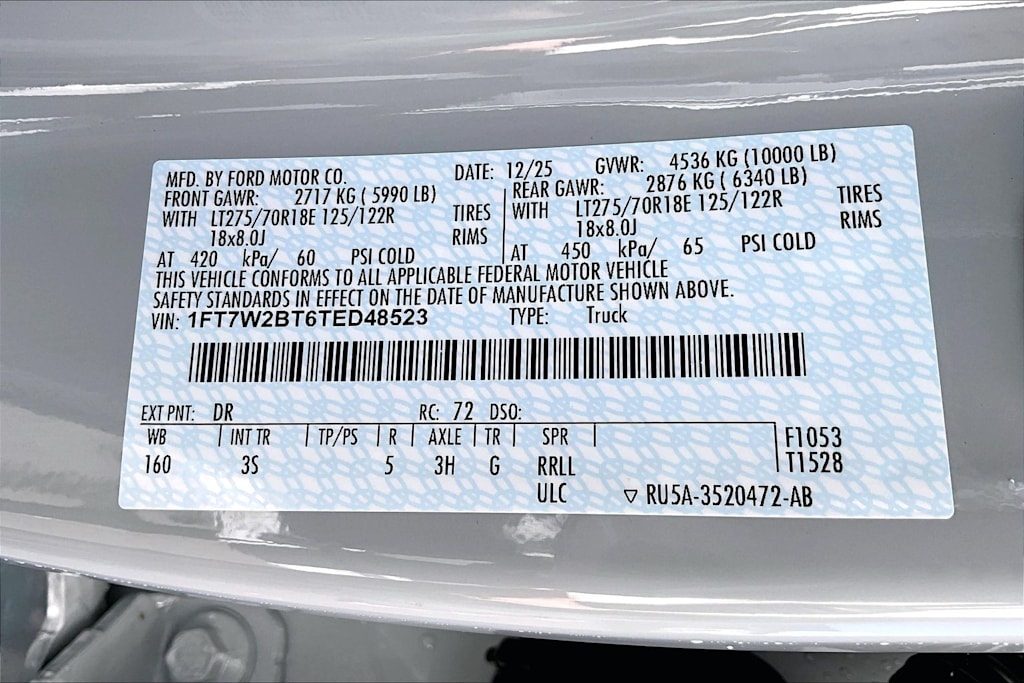 MFD. BY FORD MOTOR CO. DATE: 12/25 GVWR: 4536 KG (10000 LB)
FRONT GAWR: 2717 KG ( 5990 LB) REAR GAWR: 2876 KG ( 6340 LB)
WITH LT275/70R18E 125/122R TIRES WITH LT275/70R18E 125/122R TIRES
18x8.0J RIMS 18x8.0J RIMS
AT 420 kPa/ 60 PSI COLD AT 450 kPa/ 65 PSI COLD
THIS VEHICLE CONFORMS TO ALL APPLICABLE FEDERAL MOTOR VEHICLE
SAFETY STANDARDS IN EFFECT ON THE DATE OF MANUFACTURE SHOWN ABOVE.
VIN: 1FT7W2BT6TED48523 TYPE: Truck
EXT PNT: DR RC: 72 DSO:
WB INT TR TP/PS R AXLE TR SPR F1053
160 3S 5 3H G RRLL T1528
ULC ▽ RU5A-3520472-AB